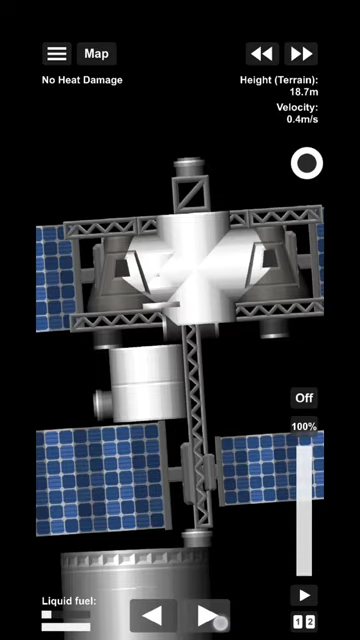 Map
No Heat Damage
Height (Terrain):
18.7m
Velocity:
0.4m/s
Off
100%
Liquid fuel:
1 2